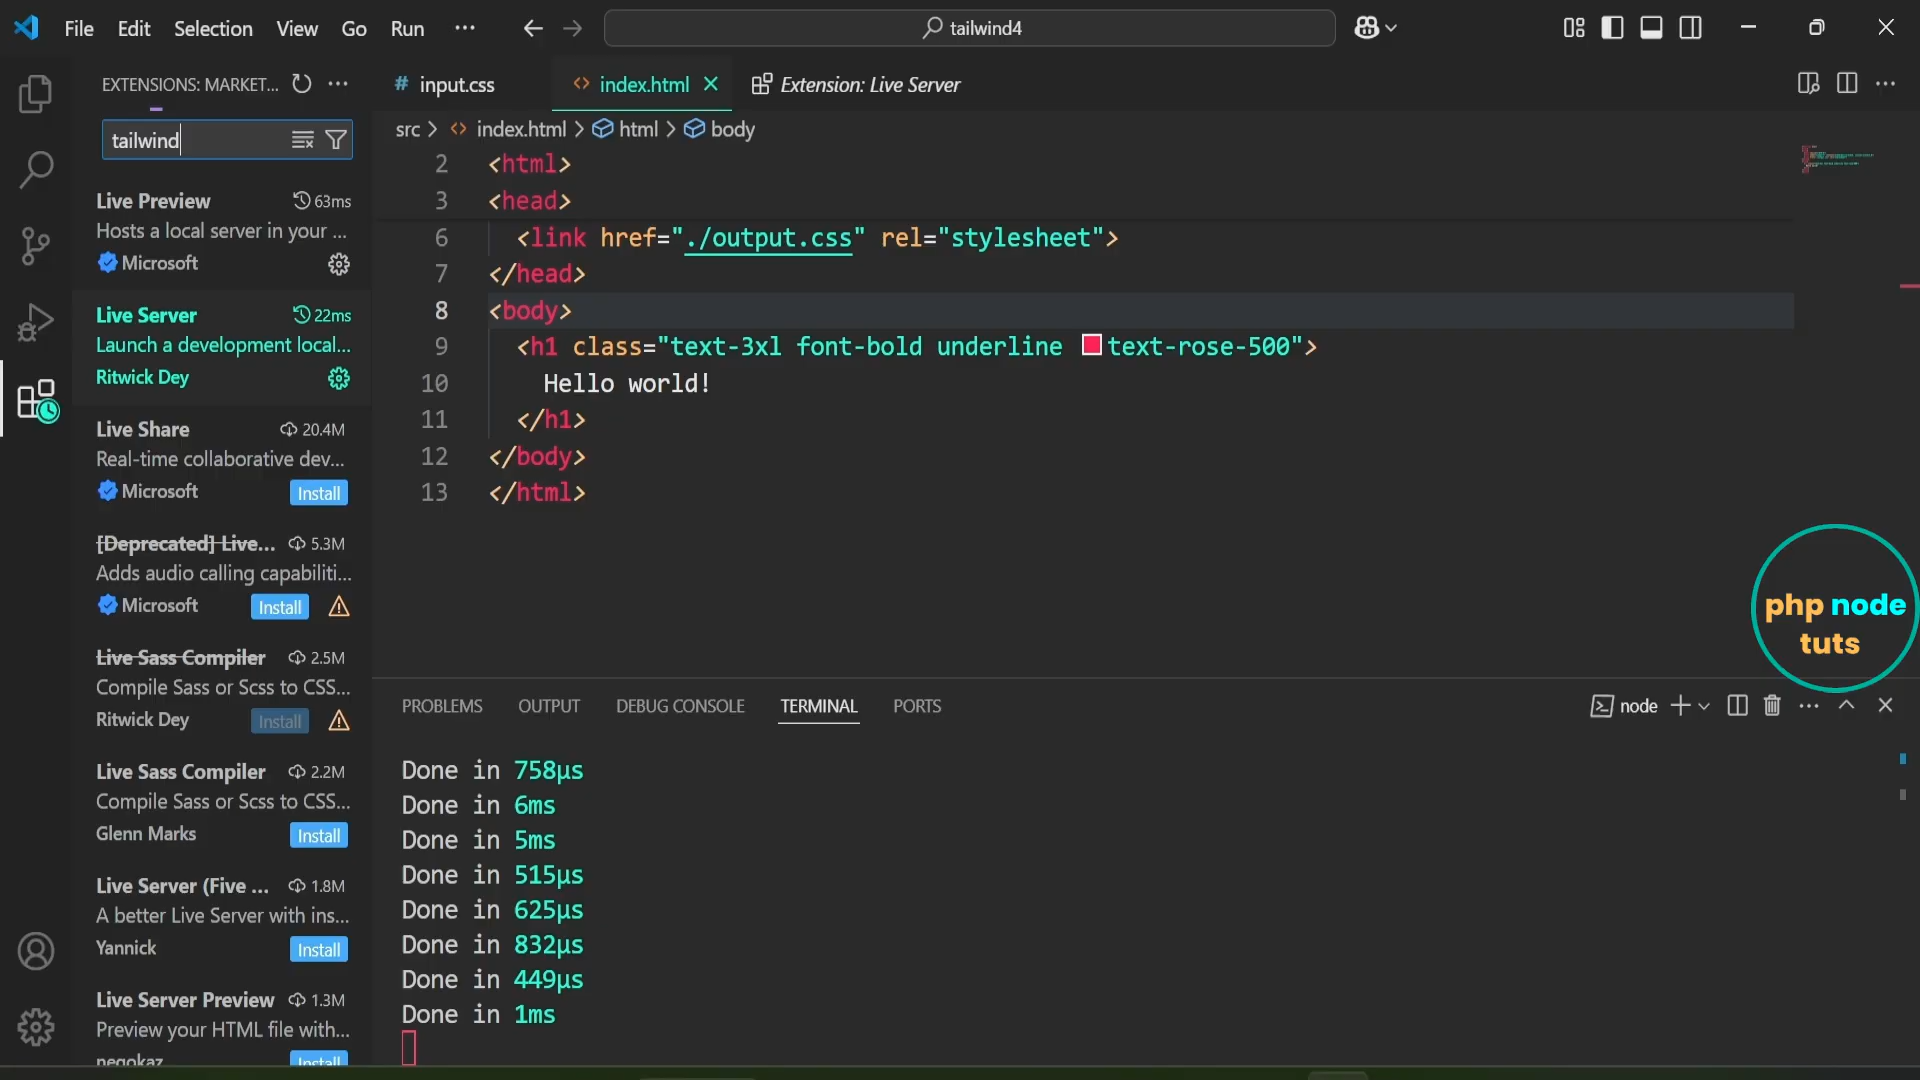 File Edit Selection View Go Run ··· tailwind4
EXTENSIONS: MARKET...
tailwind
Live Preview 63ms
Hosts a local server in your ...
Microsoft
Live Server 22ms
Launch a development local...
Ritwick Dey
Live Share 20.4M
Real-time collaborative dev...
Microsoft Install
[Deprecated] Live... 5.3M
Adds audio calling capabiliti...
Microsoft Install
Live Sass Compiler 2.5M
Compile Sass or Scss to CSS...
Ritwick Dey Install
Live Sass Compiler 2.2M
Compile Sass or Scss to CSS...
Glenn Marks Install
Live Server (Five ... 1.8M
A better Live Server with ins...
Yannick Install
Live Server Preview 1.3M
Preview your HTML file with...
negokaz Install
# input.css <> index.html Extension: Live Server
src > <> index.html > html > body
2 <html>
3 <head>
6 <link href="./output.css" rel="stylesheet">
7 </head>
8 <body>
9 <h1 class="text-3xl font-bold underline text-rose-500">
10 Hello world!
11 </h1>
12 </body>
13 </html>
php node
tuts
PROBLEMS OUTPUT DEBUG CONSOLE TERMINAL PORTS node
Done in 758µs
Done in 6ms
Done in 5ms
Done in 515µs
Done in 625µs
Done in 832µs
Done in 449µs
Done in 1ms